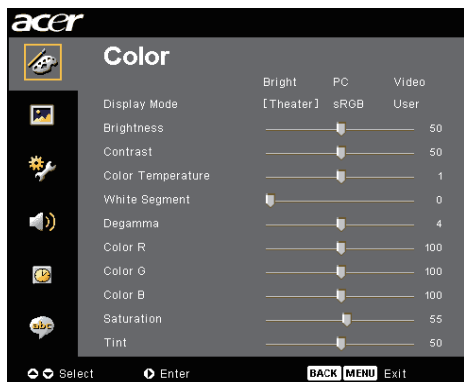 acer
Color
Bright PC Video
Display Mode [Theater] sRGB User
Brightness 50
Contrast 50
Color Temperature 1
White Segment 0
Degamma 4
Color R 100
Color G 100
Color B 100
Saturation 55
Tint 50
abc
Select Enter BACK MENU Exit